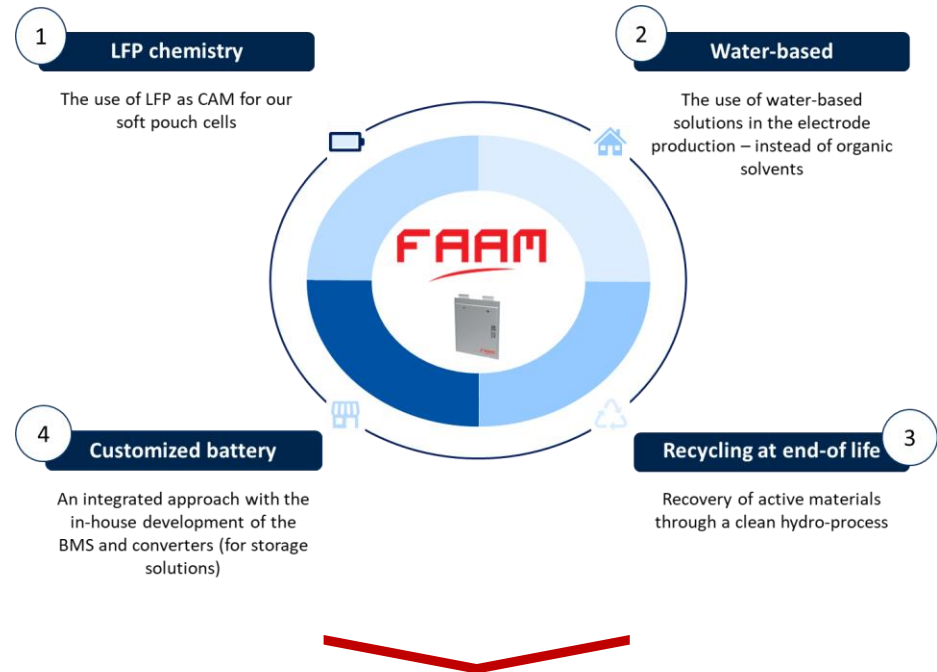 1
LFP chemistry
The use of LFP as CAM for our
soft pouch cells
2
Water-based
The use of water-based
solutions in the electrode
production – instead of organic
solvents
FAAM
FAAM
4
Customized battery
An integrated approach with the
in-house development of the
BMS and converters (for storage
solutions)
3
Recycling at end-of life
Recovery of active materials
through a clean hydro-process